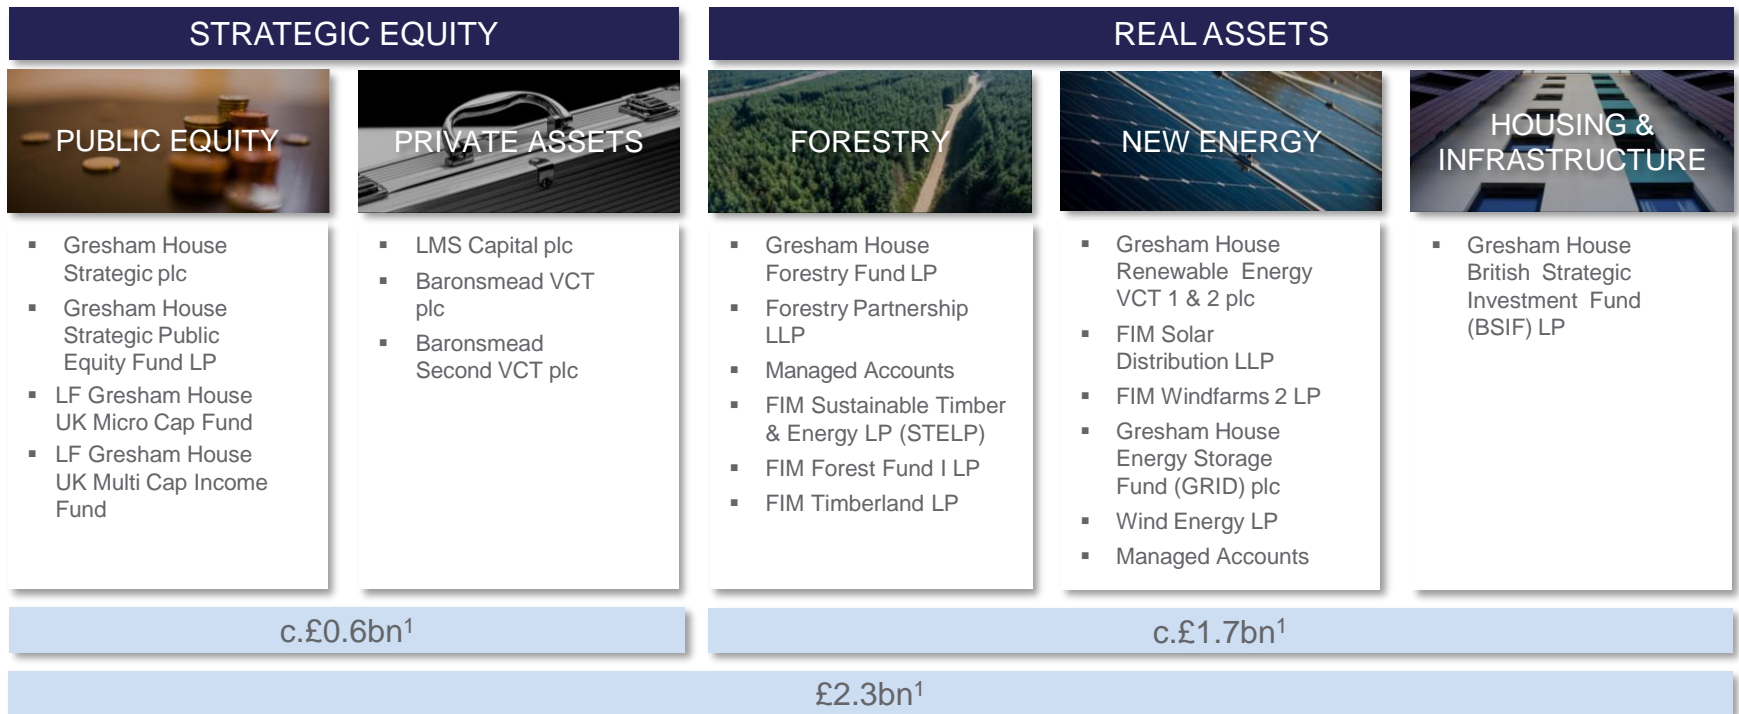 STRATEGIC EQUITY
REAL ASSETS
PUBLIC EQUITY
▪ Gresham House
Strategic plc
▪ Gresham House
Strategic Public
Equity Fund LP
▪ LF Gresham House
UK Micro Cap Fund
▪ LF Gresham House
UK Multi Cap Income
Fund
PRIVATE ASSETS
▪ LMS Capital plc
▪ Baronsmead VCT
plc
▪ Baronsmead
Second VCT plc
FORESTRY
▪ Gresham House
Forestry Fund LP
▪ Forestry Partnership
LLP
▪ Managed Accounts
▪ FIM Sustainable Timber
& Energy LP (STELP)
▪ FIM Forest Fund I LP
▪ FIM Timberland LP
NEW ENERGY
▪ Gresham House
Renewable Energy
VCT 1 & 2 plc
▪ FIM Solar
Distribution LLP
▪ FIM Windfarms 2 LP
▪ Gresham House
Energy Storage
Fund (GRID) plc
▪ Wind Energy LP
▪ Managed Accounts
HOUSING &
INFRASTRUCTURE
▪ Gresham House
British Strategic
Investment Fund
(BSIF) LP
c.£0.6bn¹
c.£1.7bn¹
£2.3bn¹